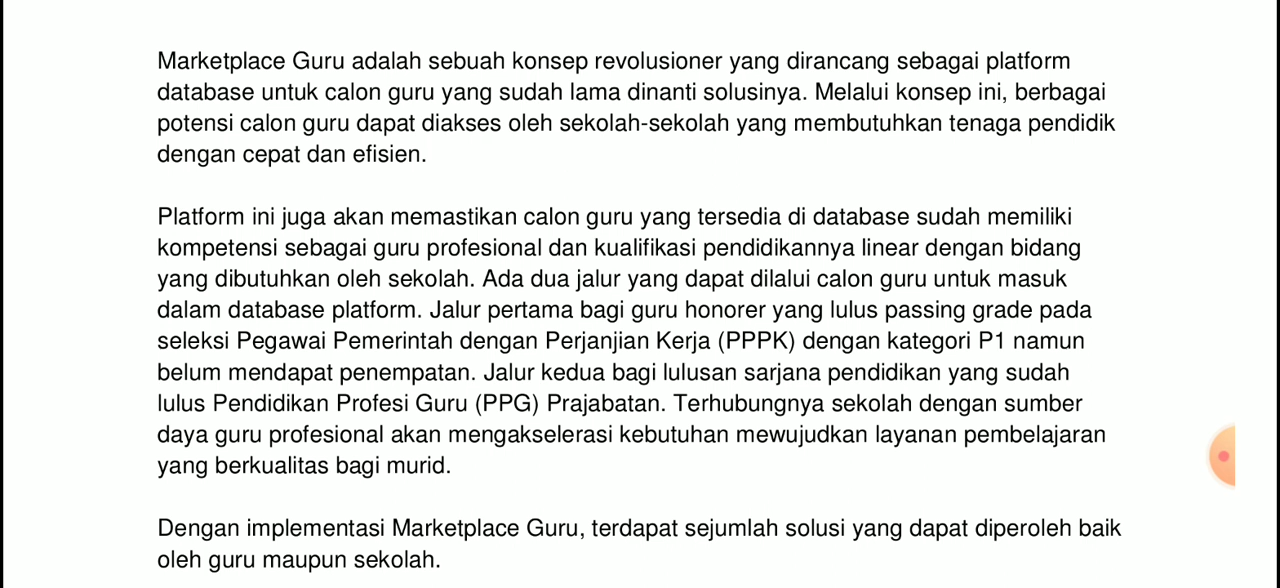 Marketplace Guru adalah sebuah konsep revolusioner yang dirancang sebagai platform
database untuk calon guru yang sudah lama dinanti solusinya. Melalui konsep ini, berbagai
potensi calon guru dapat diakses oleh sekolah-sekolah yang membutuhkan tenaga pendidik
dengan cepat dan efisien.
Platform ini juga akan memastikan calon guru yang tersedia di database sudah memiliki
kompetensi sebagai guru profesional dan kualifikasi pendidikannya linear dengan bidang
yang dibutuhkan oleh sekolah. Ada dua jalur yang dapat dilalui calon guru untuk masuk
dalam database platform. Jalur pertama bagi guru honorer yang lulus passing grade pada
seleksi Pegawai Pemerintah dengan Perjanjian Kerja (PPPK) dengan kategori P1 namun
belum mendapat penempatan. Jalur kedua bagi lulusan sarjana pendidikan yang sudah
lulus Pendidikan Profesi Guru (PPG) Prajabatan. Terhubungnya sekolah dengan sumber
daya guru profesional akan mengakselerasi kebutuhan mewujudkan layanan pembelajaran
yang berkualitas bagi murid.
Dengan implementasi Marketplace Guru, terdapat sejumlah solusi yang dapat diperoleh baik
oleh guru maupun sekolah.